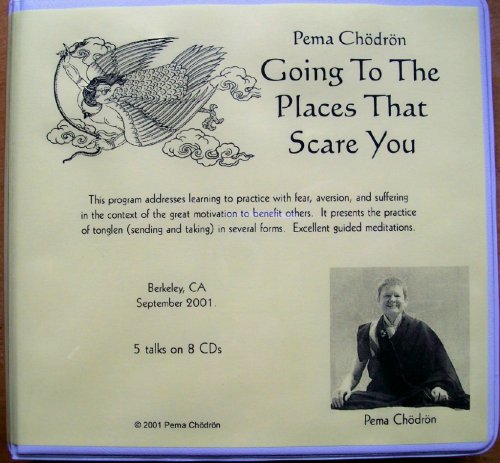 Pema Chödrön
Going To The
Places That
Scare You
This program addresses learning to practice with fear, aversion, and suffering
in the context of the great motivation to benefit others. It presents the practice
of tonglen (sending and taking) in several forms. Excellent guided meditations.
Berkeley, CA
September 2001.
5 talks on 8 CDs
Pema Chödrön
© 2001 Pema Chödrön